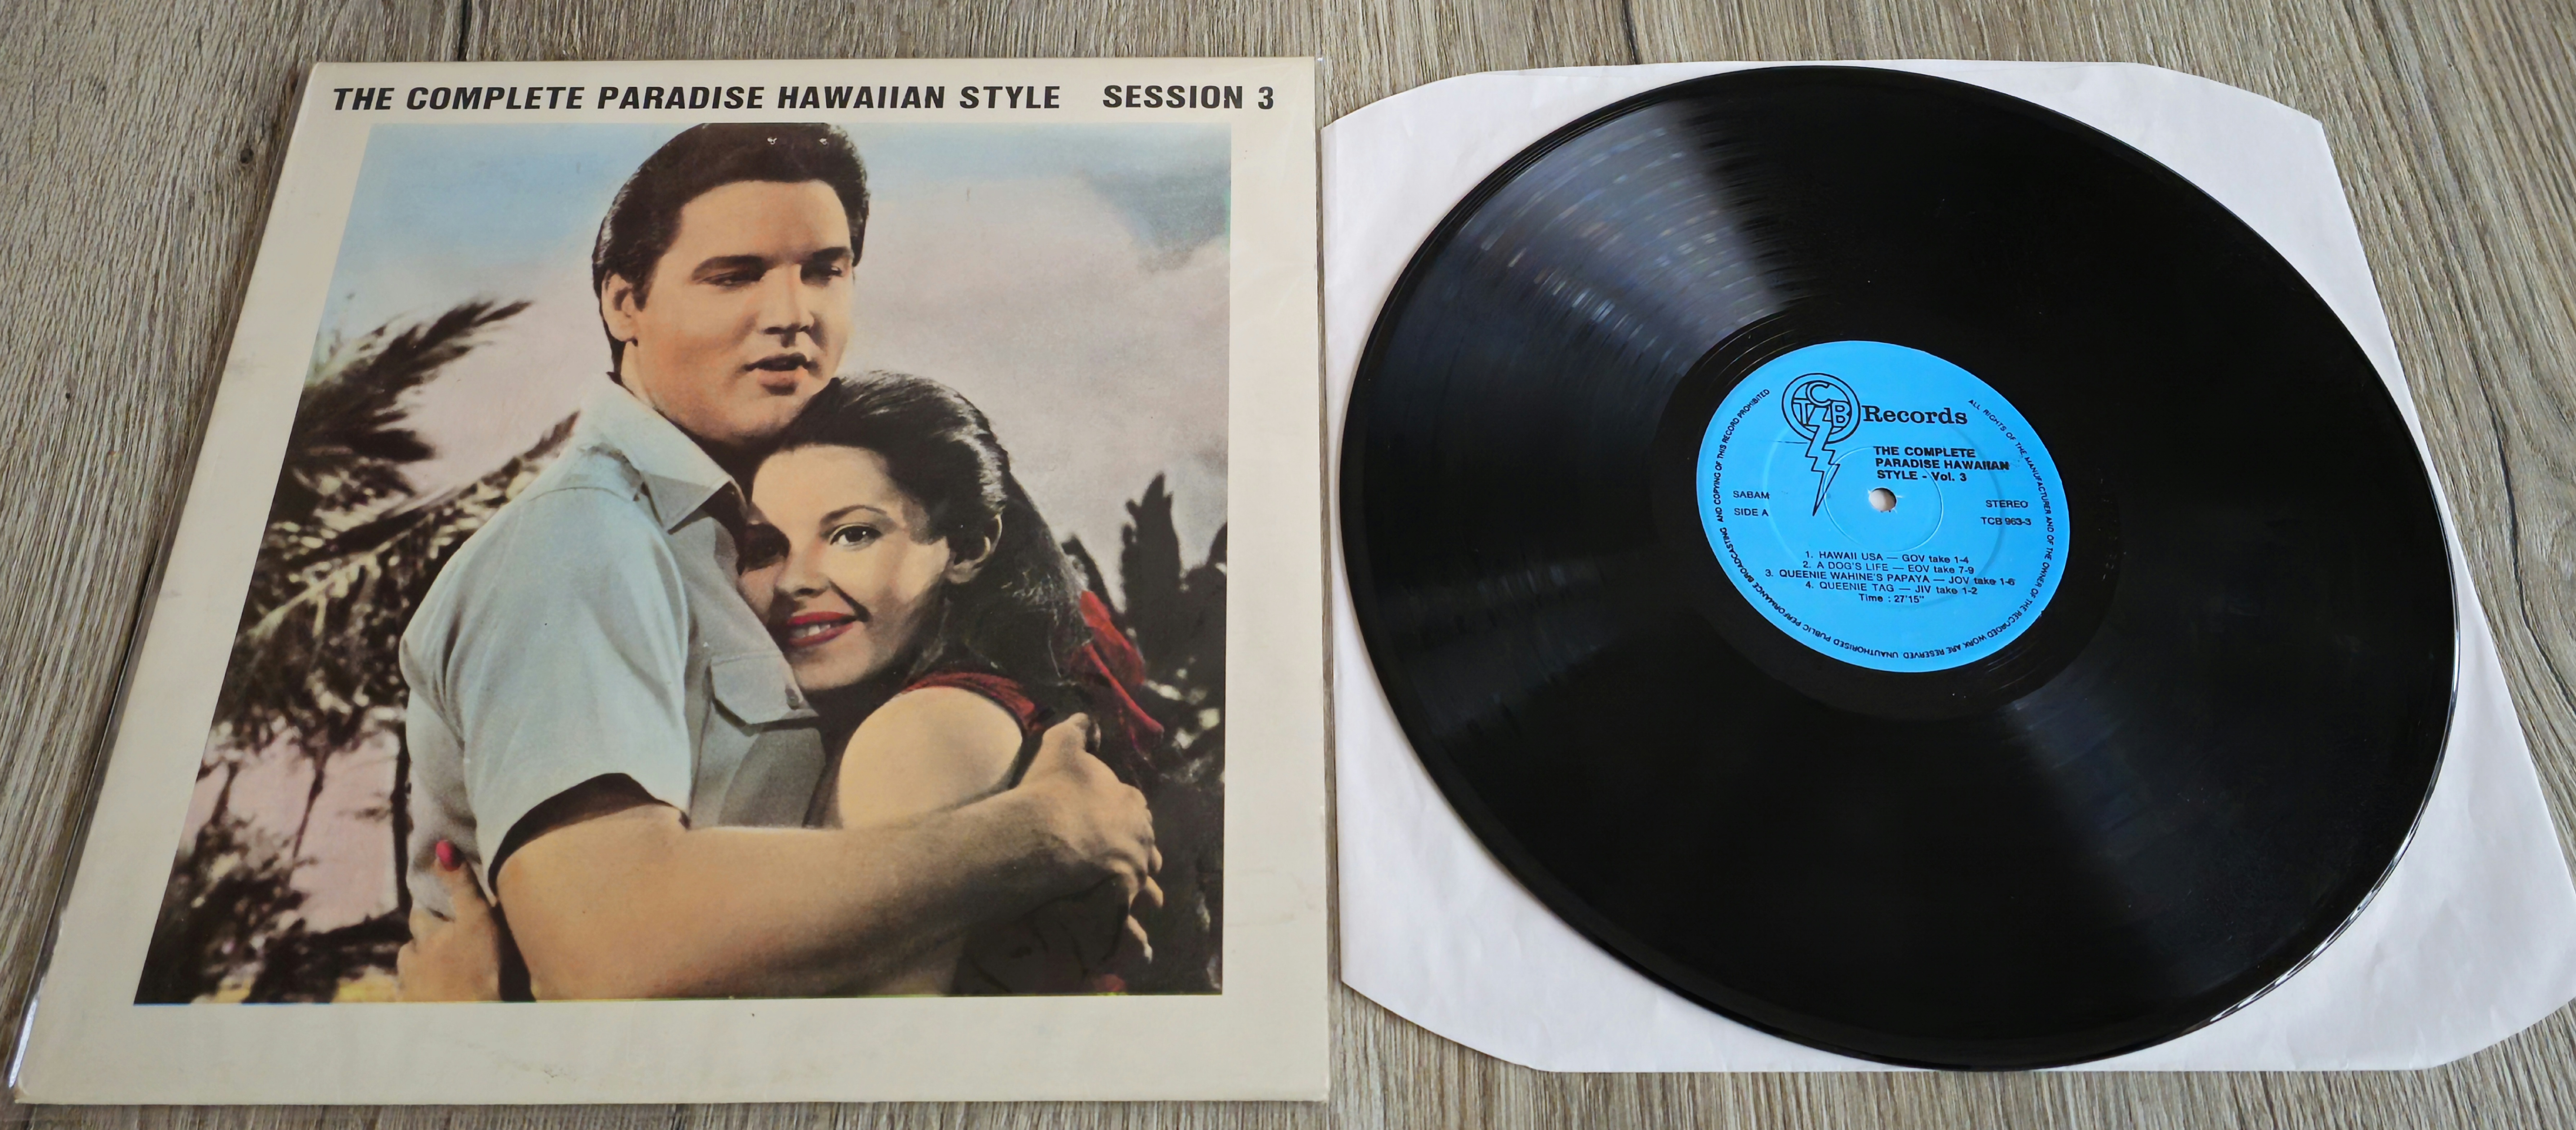 THE COMPLETE PARADISE HAWAIIAN STYLE SESSION 3
TCB Records
THE COMPLETE
PARADISE HAWAIIAN
STYLE - Vol. 3
SABAM
SIDE A
STEREO
TCB 963-3
1. HAWAII USA — GOV take 1-4
2. A DOG'S LIFE — EOV take 7-9
3. QUEENIE WAHINE'S PAPAYA — JOV take 1-6
4. QUEENIE TAG — JIV take 1-2
Time : 27'15"
ALL RIGHTS OF THE MANUFACTURER AND OF THE OWNER OF THE RECORDED WORK ARE RESERVED UNAUTHORISED PUBLIC PERFORMANCE BROADCASTING AND COPYING OF THIS RECORD PROHIBITED